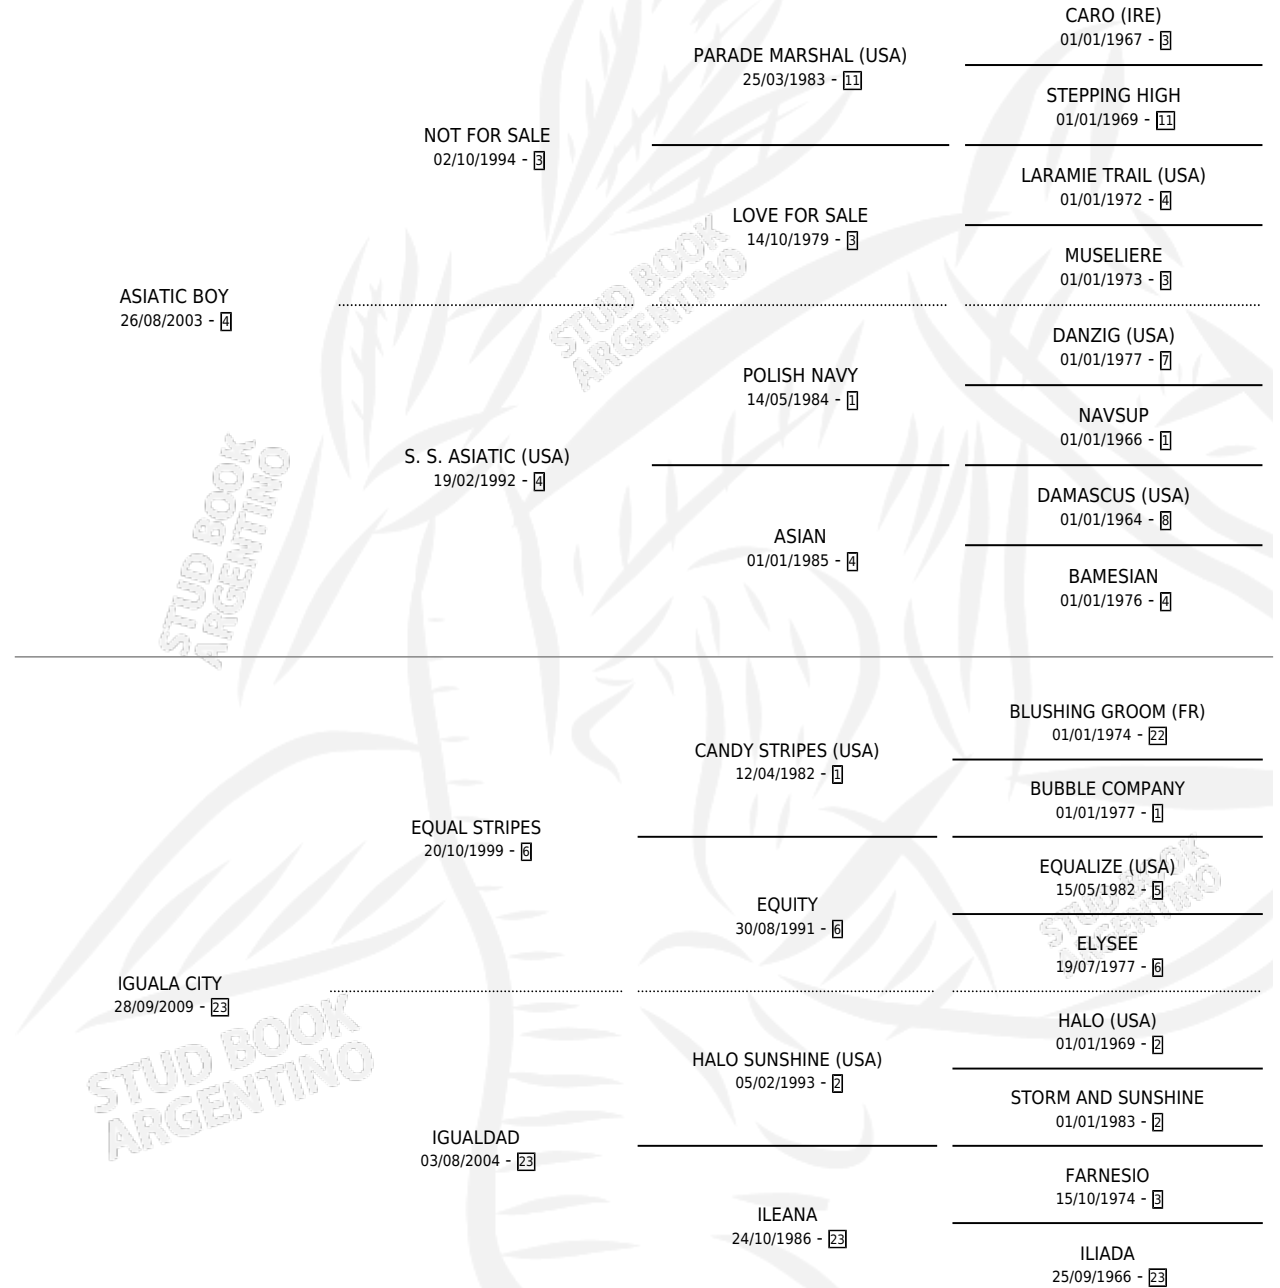 CARO (IRE)
01/01/1967 - 3
PARADE MARSHAL (USA)
25/03/1983 - 11
STEPPING HIGH
01/01/1969 - 11
NOT FOR SALE
02/10/1994 - 3
LARAMIE TRAIL (USA)
01/01/1972 - 4
LOVE FOR SALE
14/10/1979 - 3
MUSELIERE
01/01/1973 - 3
ASIATIC BOY
26/08/2003 - 4
DANZIG (USA)
01/01/1977 - 7
POLISH NAVY
14/05/1984 - 1
NAVSUP
01/01/1966 - 1
S. S. ASIATIC (USA)
19/02/1992 - 4
DAMASCUS (USA)
01/01/1964 - 8
ASIAN
01/01/1985 - 4
BAMESIAN
01/01/1976 - 4
BLUSHING GROOM (FR)
01/01/1974 - 22
CANDY STRIPES (USA)
12/04/1982 - 1
BUBBLE COMPANY
01/01/1977 - 1
EQUAL STRIPES
20/10/1999 - 6
EQUALIZE (USA)
15/05/1982 - 5
EQUITY
30/08/1991 - 6
ELYSEE
19/07/1977 - 6
IGUALA CITY
28/09/2009 - 23
HALO (USA)
01/01/1969 - 2
HALO SUNSHINE (USA)
05/02/1993 - 2
STORM AND SUNSHINE
01/01/1983 - 2
IGUALDAD
03/08/2004 - 23
FARNESIO
15/10/1974 - 3
ILEANA
24/10/1986 - 23
ILIADA
25/09/1966 - 23
STUD BOOK
ARGENTINO
STUD BOOK
ARGENTINO
STUD BOOK
ARGENTINO
STUD BOOK
ARGENTINO